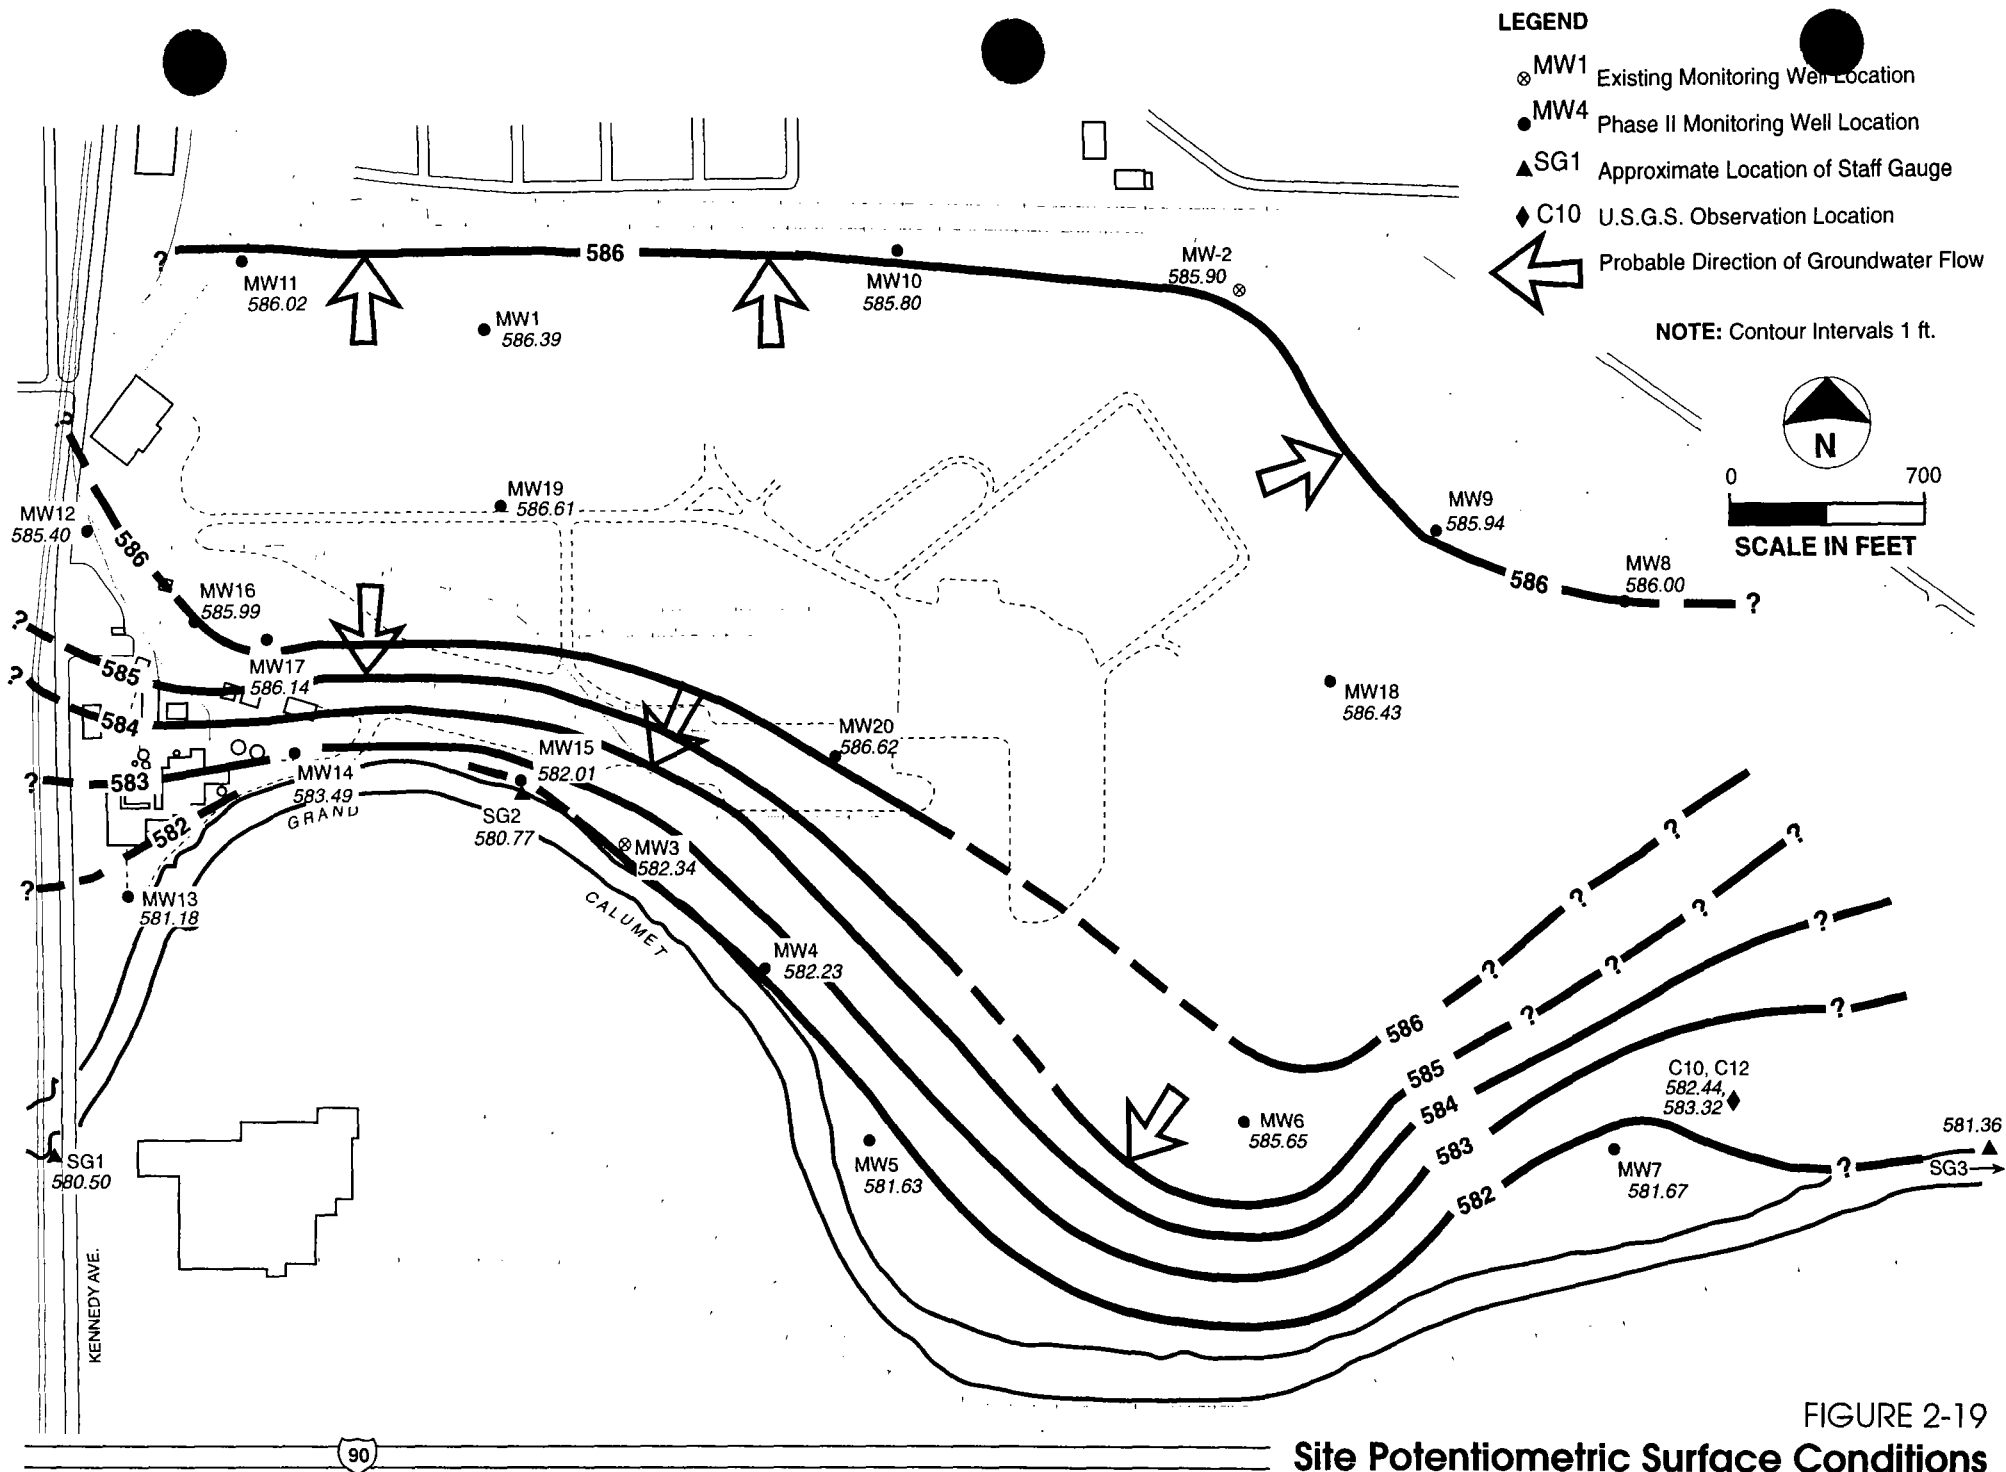 LEGEND
MW1 Existing Monitoring Well Location
MW4 Phase II Monitoring Well Location
SG1 Approximate Location of Staff Gauge
C10 U.S.G.S. Observation Location
Probable Direction of Groundwater Flow
NOTE: Contour Intervals 1 ft.
N
0 700
SCALE IN FEET
?
586
MW11
586.02
MW1
586.39
MW10
585.80
MW-2
585.90
?
MW12
585.40
586
MW19
586.61
MW9
585.94
MW8
586.00
586
?
MW16
585.99
MW17
586.14
?
585
?
584
?
583
?
582
MW18
586.43
MW20
586.62
MW15
582.01
MW14
583.49
GRAND
SG2
580.77
MW3
582.34
CALUMET
MW13
581.18
MW4
582.23
?
?
?
?
?
?
?
?
?
?
586
585
584
583
582
C10, C12
582.44,
583.32
MW6
585.65
MW5
581.63
MW7
581.67
?
581.36
SG3
SG1
580.50
KENNEDY AVE.
90
FIGURE 2-19
Site Potentiometric Surface Conditions